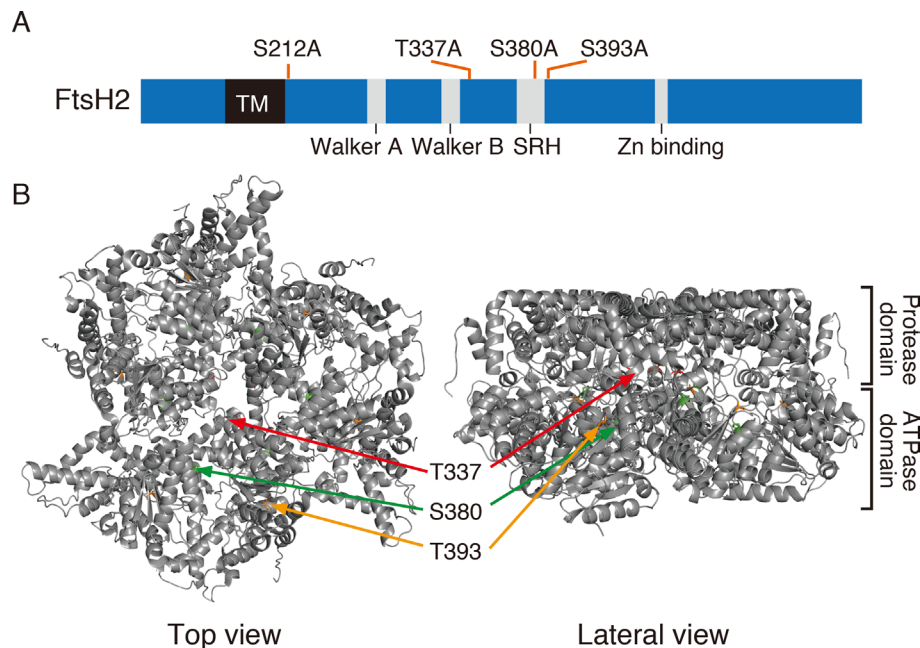 A
S212A T337A S380A S393A
FtsH2 TM
Walker A Walker B SRH Zn binding
B
Protease domain
ATPase domain
T337
S380
T393
Top view Lateral view